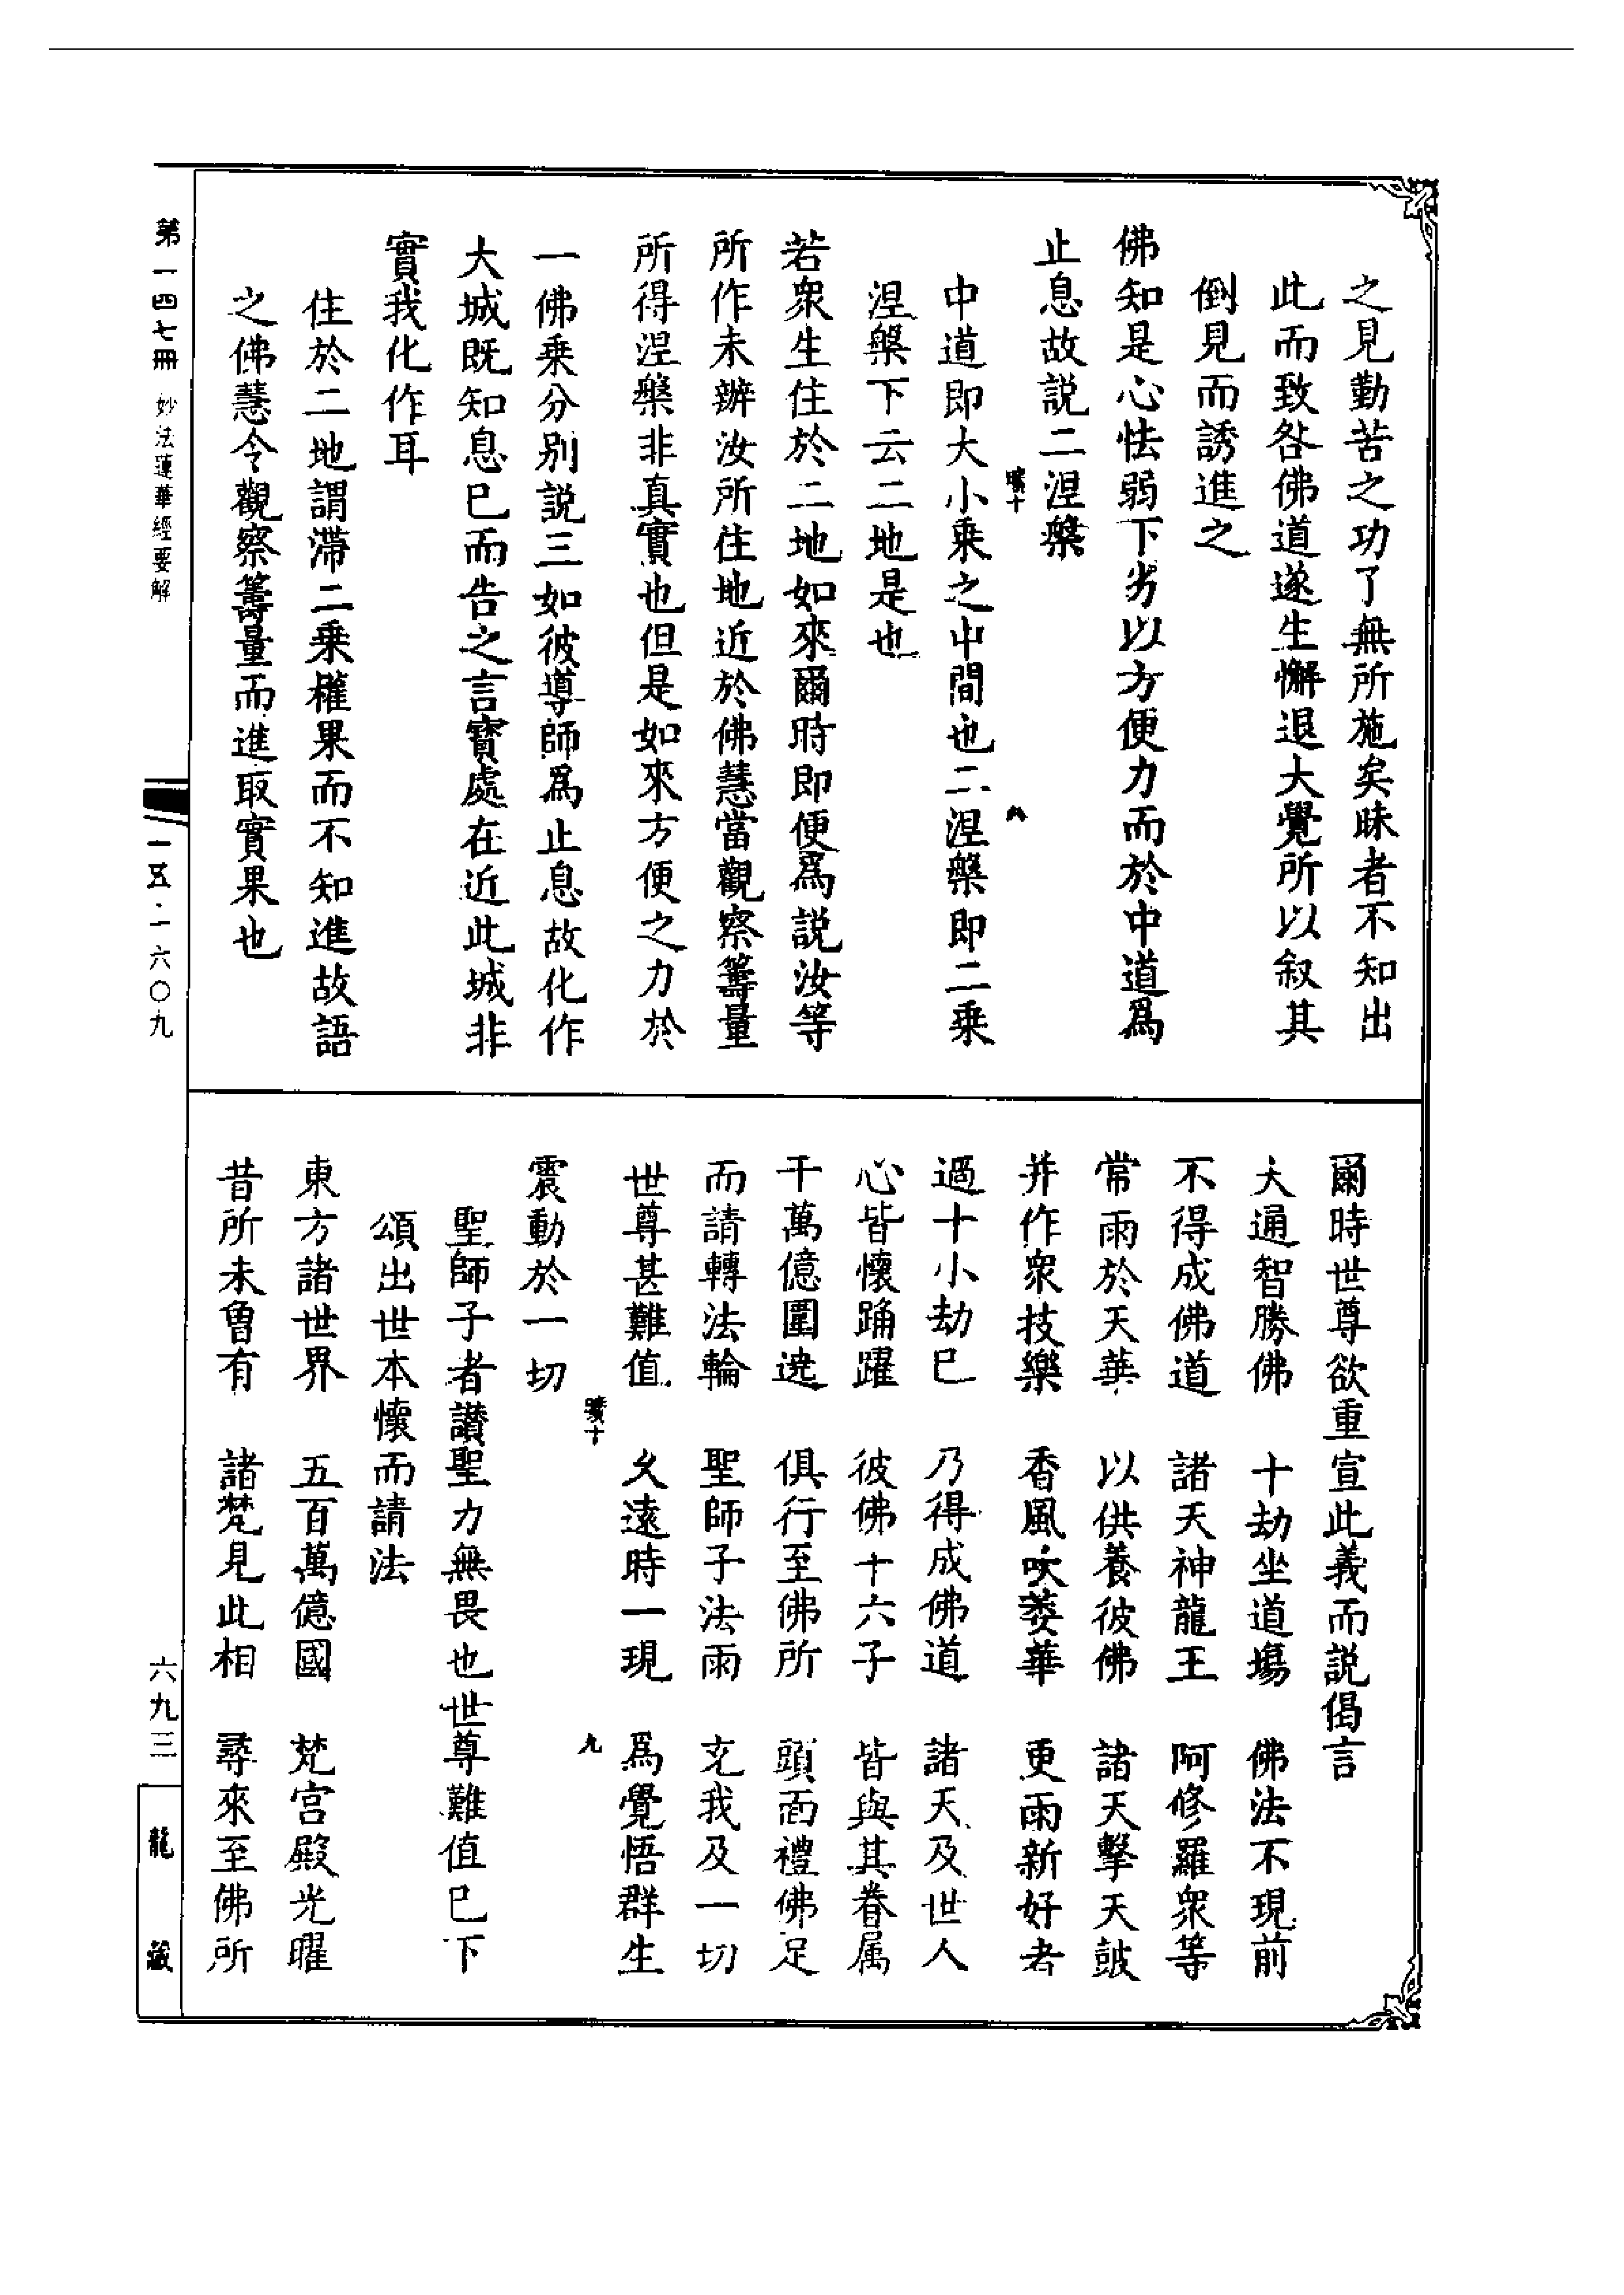 之見勤苦之功了無所施矣昧者不知出
此而致咎佛道遂生懈退大覺所以叙其
倒見而誘進之
佛知是心怯弱下劣以方便力而於中道爲
止息故説二涅槃
中道即大小乘之中間也二涅槃即二乘
涅槃下云二地是也
若衆生住於二地如來爾時即便爲説汝等
所作未辦汝所住地近於佛慧當觀察籌量
所得涅槃非真實也但是如來方便之力於
一佛乘分别説三如彼導師爲止息故化作
大城既知息已而告之言寶處在近此城非
實我化作耳
住於二地謂滯二乘權果而不知進故語
之佛慧令觀察籌量而進取實果也
爾時世尊欲重宣此義而説偈言
大通智勝佛 十劫坐道場 佛法不現前
不得成佛道 諸天神龍王 阿修羅衆等
常雨於天華 以供養彼佛 諸天擊天鼓
并作衆技樂 香風吹萎華 更雨新好者
過十小劫已 乃得成佛道 諸天及世人
心皆懷踊躍 彼佛十六子 皆與其眷属
千萬億圍遶 俱行至佛所 頭面禮佛足
而請轉法輪 聖師子法雨 充我及一切
世尊甚難值 久遠時一現 爲覺悟群生
震動於一切
聖師子者讃聖力無畏也世尊難值已下
頌出世本懷而請法
東方諸世界 五百萬億國 梵宮殿光曜
昔所未曾有 諸梵見此相 尋來至佛所
第一四七冊 妙法蓮華經要解
一五·一六〇九
六九三
龍藏